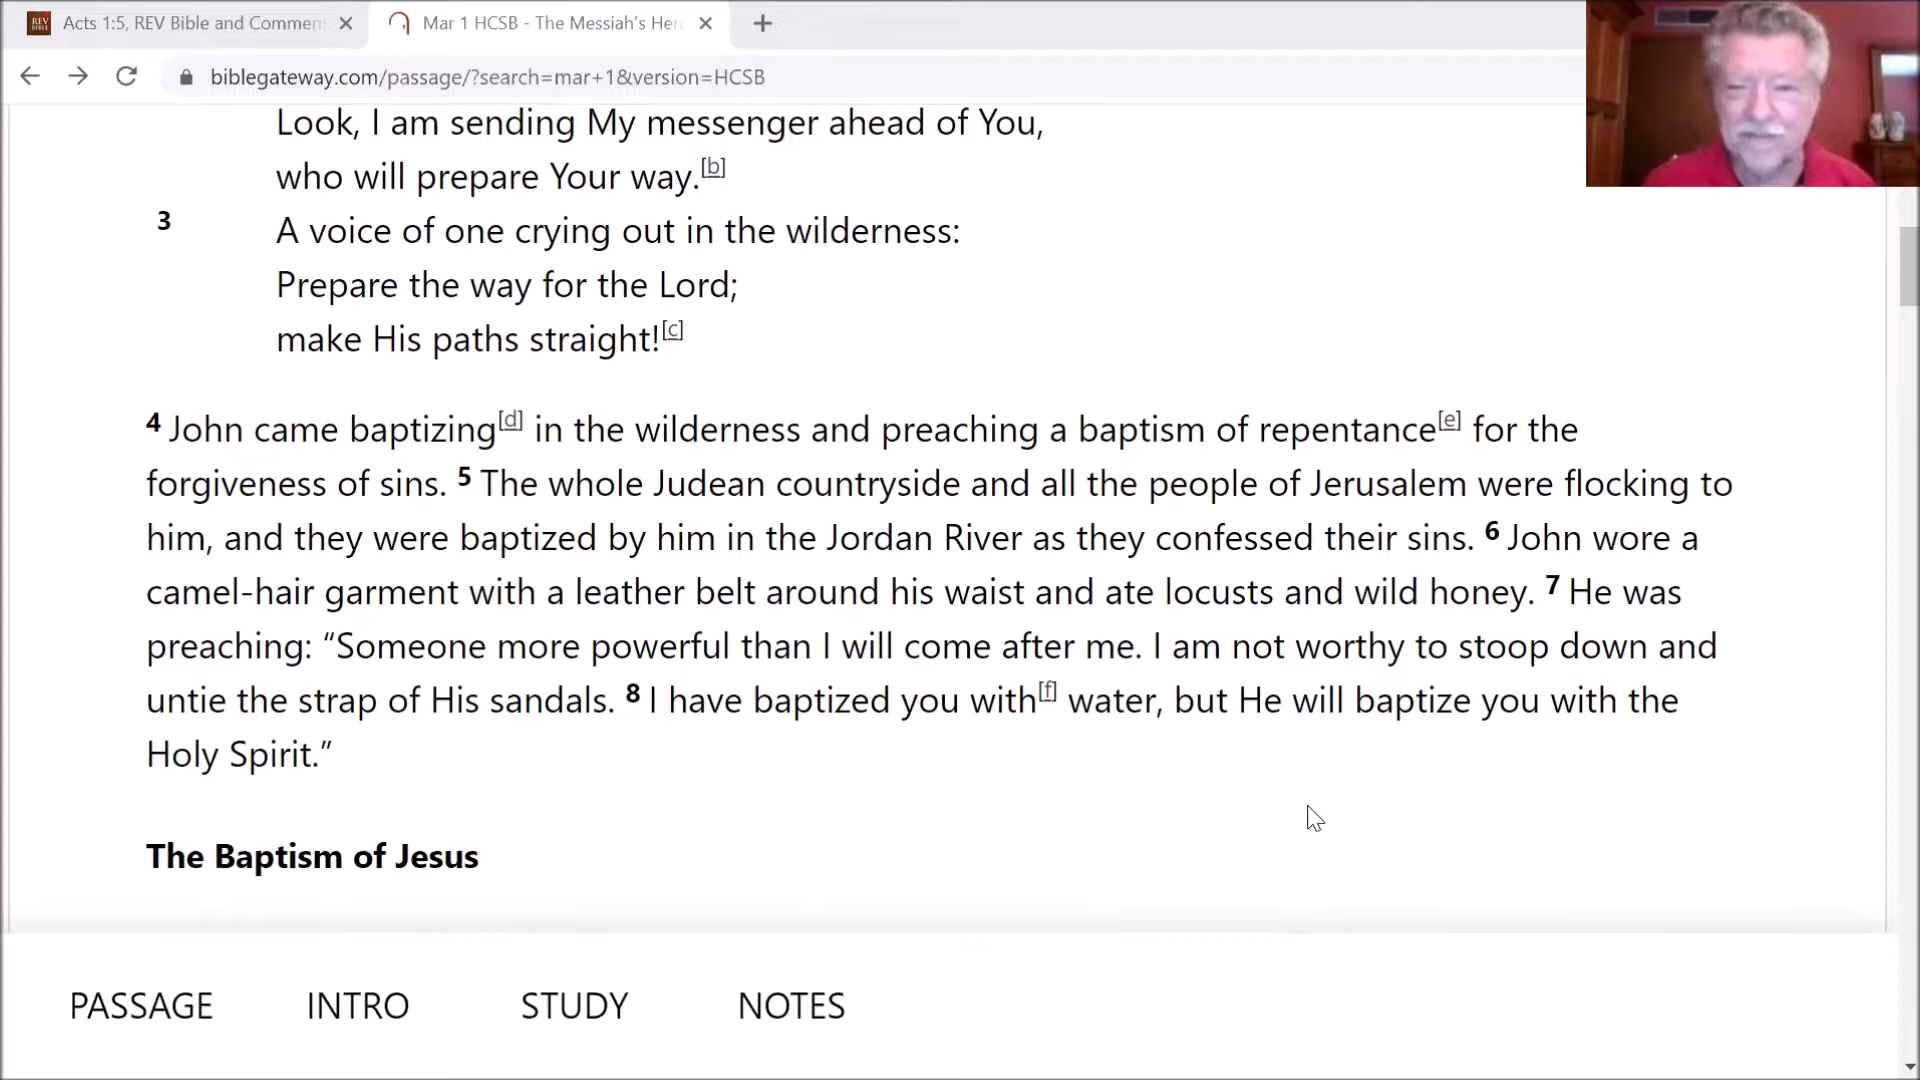 Acts 1:5, REV Bible and Commen
Mar 1 HCSB - The Messiah's Her
biblegateway.com/passage/?search=mar+1&version=HCSB
Look, I am sending My messenger ahead of You,
who will prepare Your way.[b]
3 A voice of one crying out in the wilderness:
Prepare the way for the Lord;
make His paths straight![c]
4 John came baptizing[d] in the wilderness and preaching a baptism of repentance[e] for the
forgiveness of sins. 5 The whole Judean countryside and all the people of Jerusalem were flocking to
him, and they were baptized by him in the Jordan River as they confessed their sins. 6 John wore a
camel-hair garment with a leather belt around his waist and ate locusts and wild honey. 7 He was
preaching: “Someone more powerful than I will come after me. I am not worthy to stoop down and
untie the strap of His sandals. 8 I have baptized you with[f] water, but He will baptize you with the
Holy Spirit.”
The Baptism of Jesus
PASSAGE INTRO STUDY NOTES